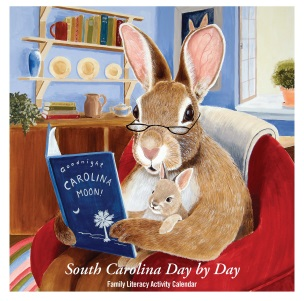 Goodnight
CAROLINA
MOON!
South Carolina Day by Day
Family Literacy Activity Calendar